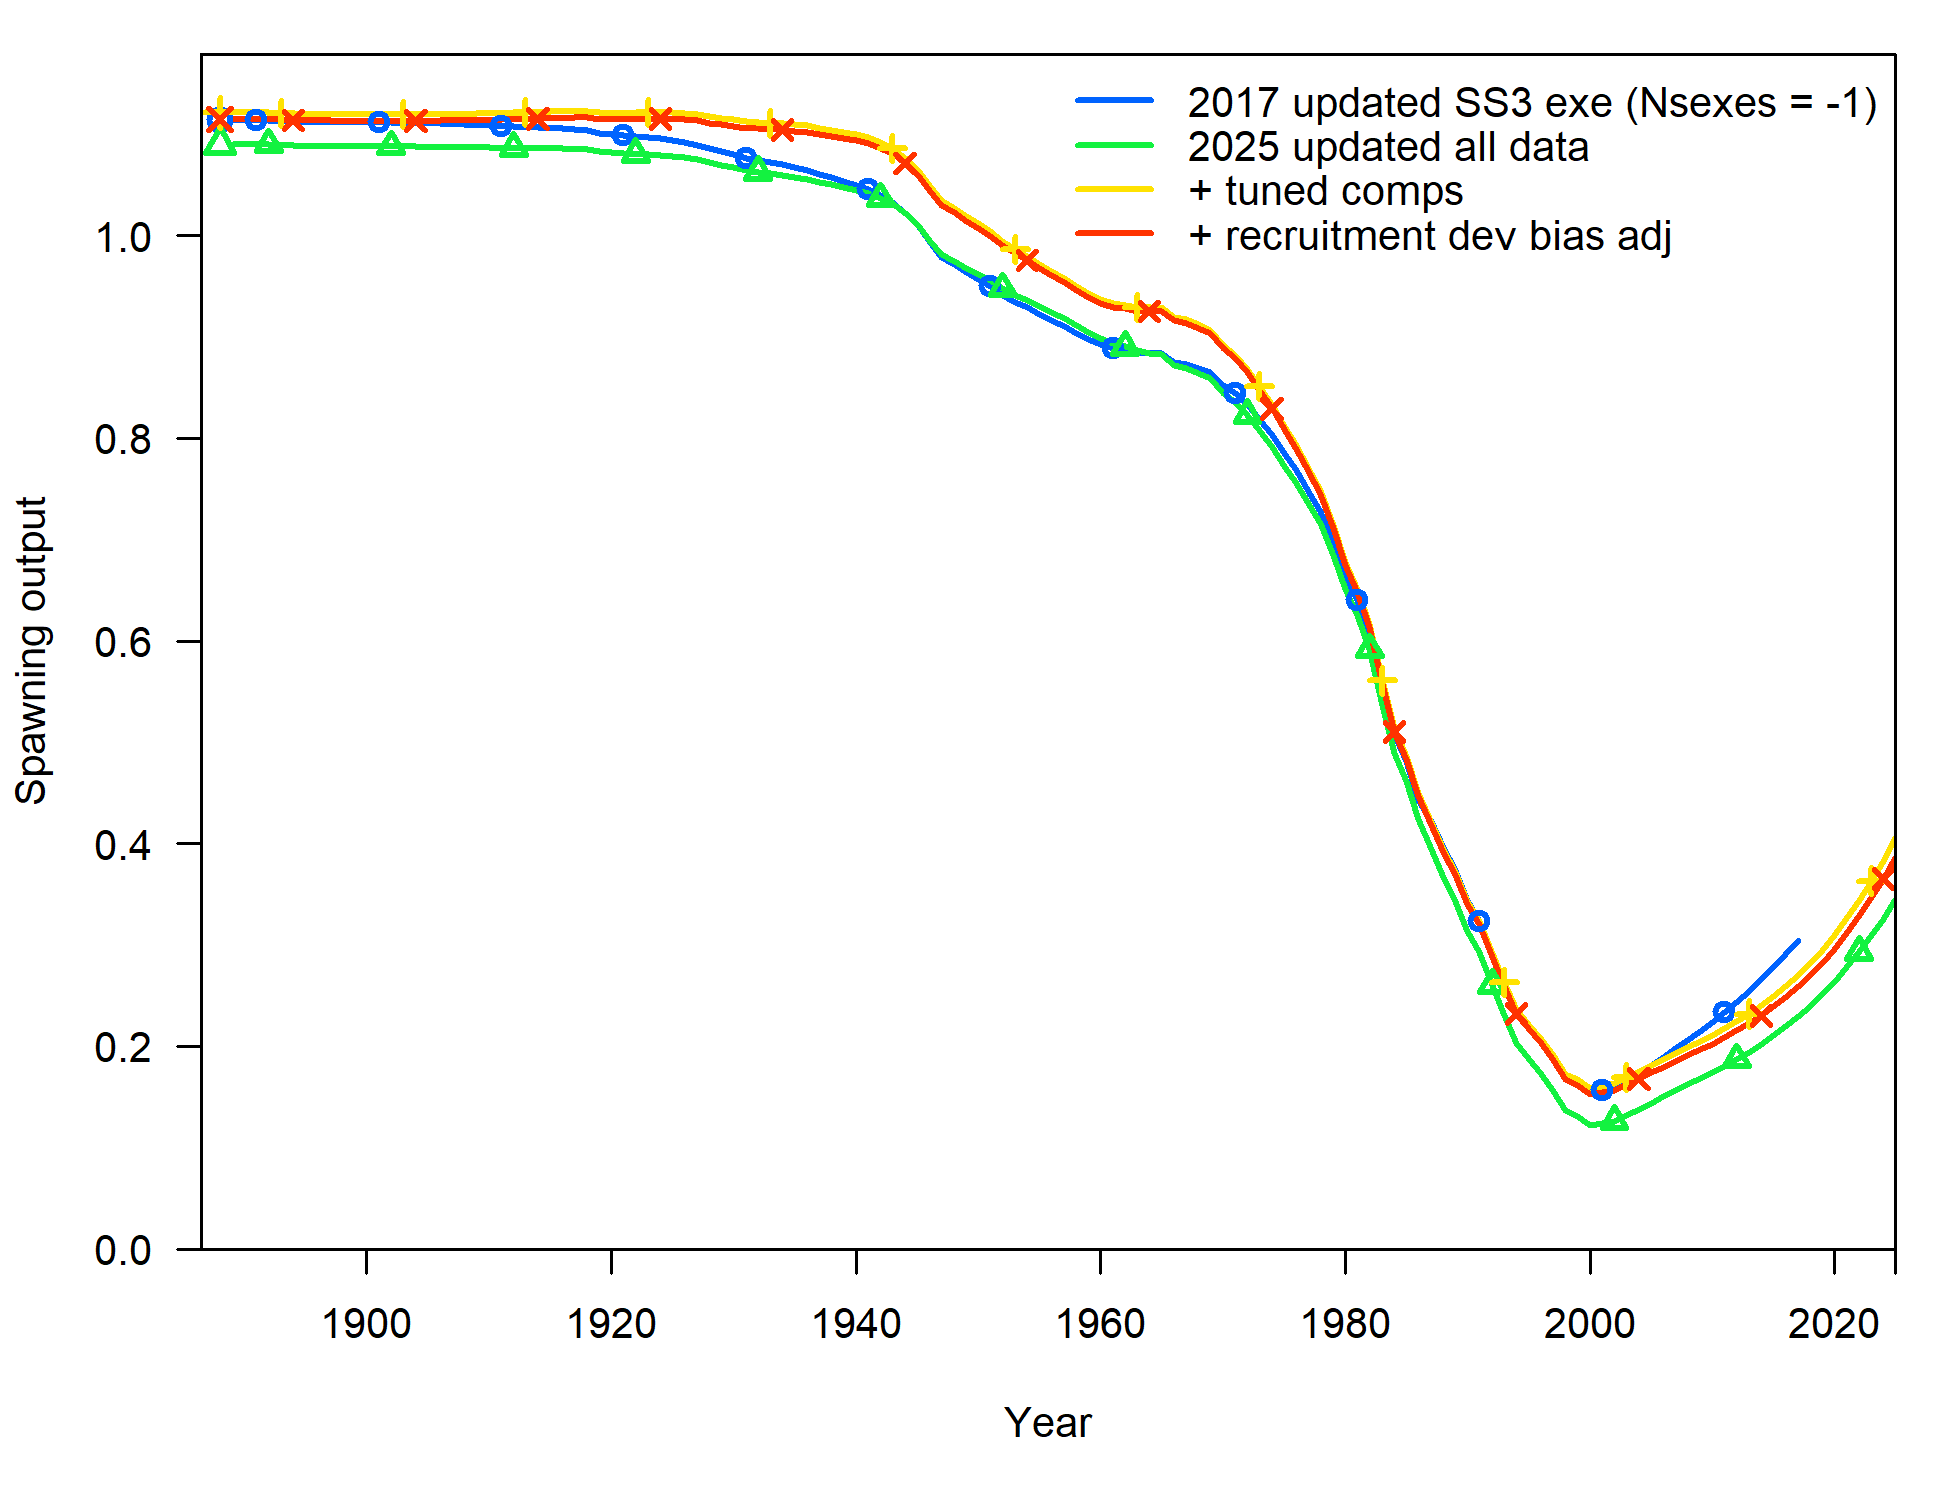 2017 updated SS3 exe (Nsexes = -1)
2025 updated all data
+ tuned comps
+ recruitment dev bias adj
Spawning output
1.0
0.8
0.6
0.4
0.2
0.0
1900 1920 1940 1960 1980 2000 2020
Year